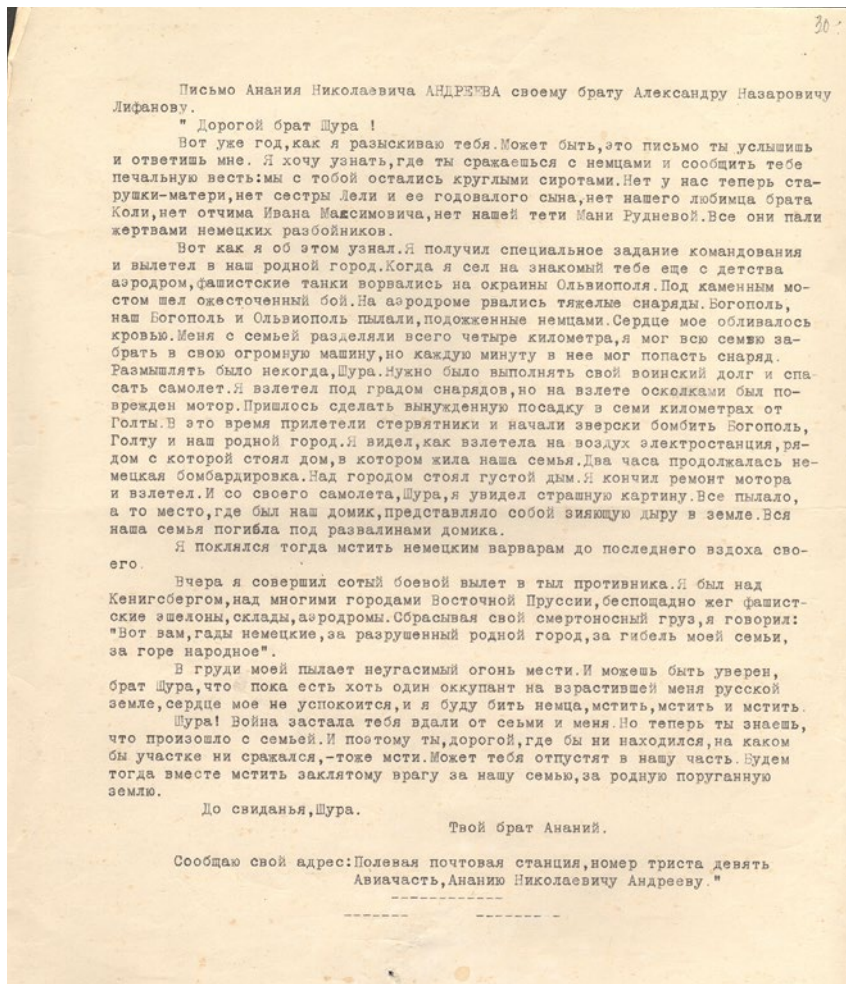 30
Письмо Анания Николаевича АНДРЕЕВА своему брату Александру Назаровичу
Лифанову.
" Дорогой брат Шура !
Вот уже год,как я разыскиваю тебя.Может быть,это письмо ты услышишь
и ответишь мне. Я хочу узнать,где ты сражаешься с немцами и сообщить тебе
печальную весть:мы с тобой остались круглыми сиротами.Нет у нас теперь ста-
рушки-матери,нет сестры Лели и ее годовалого сына,нет нашего любимца брата
Коли,нет отчима Ивана Максимовича,нет нашей тети Мани Рудневой.Все они пали
жертвами немецких разбойников.
Вот как я об этом узнал.Я получил специальное задание командования
и вылетел в наш родной город.Когда я сел на знакомый тебе еще с детства
аэродром,фашистские танки ворвались на окраины Ольвиополя.Под каменным мо-
стом шел ожесточенный бой.На аэродроме рвались тяжелые снаряды.Богополь,
наш Богополь и Ольвиополь пылали,подожженные немцами.Сердце мое обливалось
кровью.Меня с семьей разделяли всего четыре километра,я мог всю семью за-
брать в свою огромную машину,но каждую минуту в нее мог попасть снаряд.
Размышлять было некогда,Шура.Нужно было выполнять свой воинский долг и спа-
сать самолет.Я взлетел под градом снарядов,но на взлете осколками был по-
врежден мотор.Пришлось сделать вынужденную посадку в семи километрах от
Голты.В это время прилетели стервятники и начали зверски бомбить Богополь,
Голту и наш родной город.Я видел,как взлетела на воздух электростанция,ря-
дом с которой стоял дом,в котором жила наша семья.Два часа продолжалась не-
мецкая бомбардировка.Над городом стоял густой дым.Я кончил ремонт мотора
и взлетел.И со своего самолета,Шура,я увидел страшную картину.Все пылало,
а то место,где был наш домик,представляло собой зияющую дыру в земле.Вся
наша семья погибла под развалинами домика.
Я поклялся тогда мстить немецким варварам до последнего вздоха сво-
его.
Вчера я совершил сотый боевой вылет в тыл противника.Я был над
Кенигсбергом,над многими городами Восточной Пруссии,беспощадно жег фашист-
ские эшелоны,склады,аэродромы.Сбрасывая свой смертоносный груз,я говорил:
"Вот вам,гады немецкие,за разрушенный родной город,за гибель моей семьи,
за горе народное".
В груди моей пылает неугасимый огонь мести.И можешь быть уверен,
брат Шура,что пока есть хоть один оккупант на взрастившей меня русской
земле,сердце мое не успокоится,и я буду бить немца,мстить,мстить и мстить.
Шура! Война застала тебя вдали от сеьми и меня.Но теперь ты знаешь,
что произошло с семьей.И поэтому ты,дорогой,где бы ни находился,на каком
бы участке ни сражался,-тоже мсти.Может тебя отпустят в нашу часть.Будем
тогда вместе мстить заклятому врагу за нашу семью,за родную поруганную
землю.
До свиданья,Шура.
Твой брат Ананий.
Сообщаю свой адрес:Полевая почтовая станция,номер триста девять
Авиачасть,Ананию Николаевичу Андрееву."